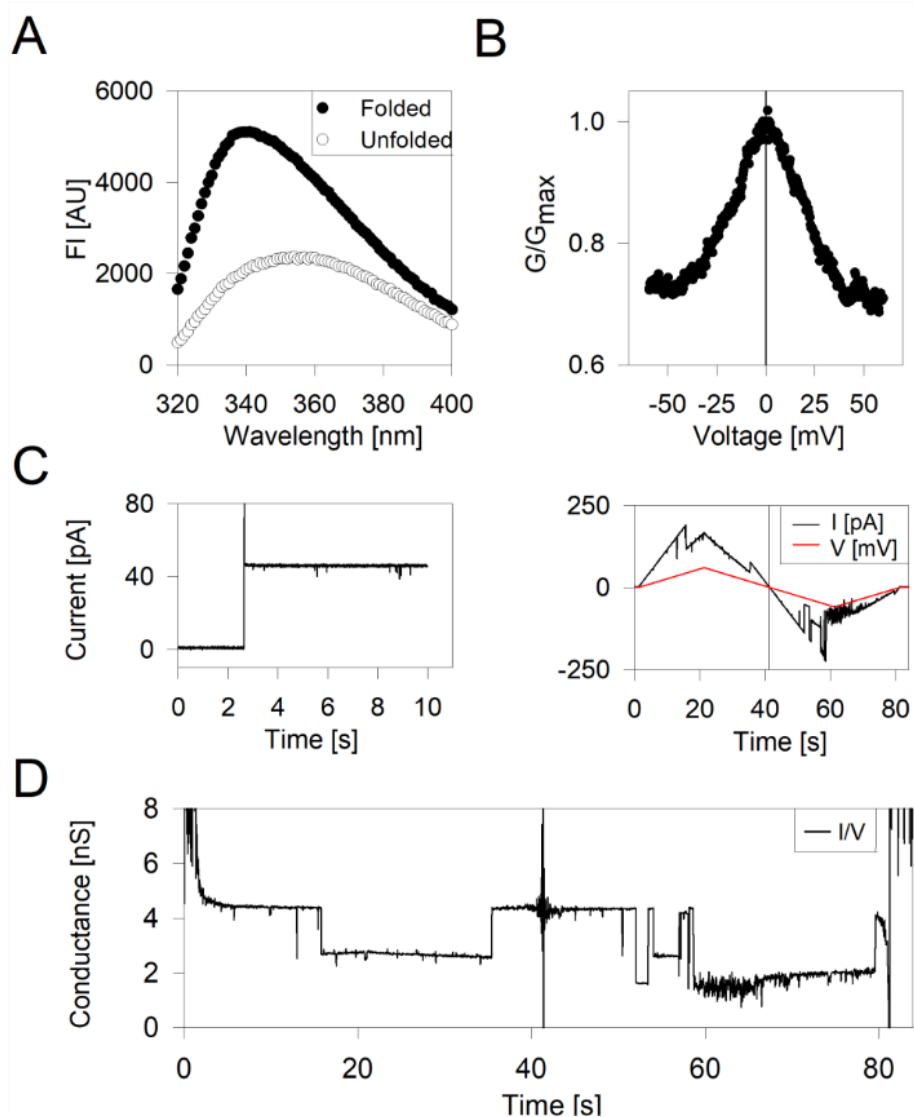 A
FI [AU]
6000
4000
2000
0
Folded
Unfolded
320 340 360 380 400
Wavelength [nm]
B
G/Gmax
1.0
0.8
0.6
-50 -25 0 25 50
Voltage [mV]
C
Current [pA]
80
40
0
0 2 4 6 8 10
Time [s]
250
0
-250
I [pA]
V [mV]
0 20 40 60 80
Time [s]
D
Conductance [nS]
8
6
4
2
0
I/V
0 20 40 60 80
Time [s]